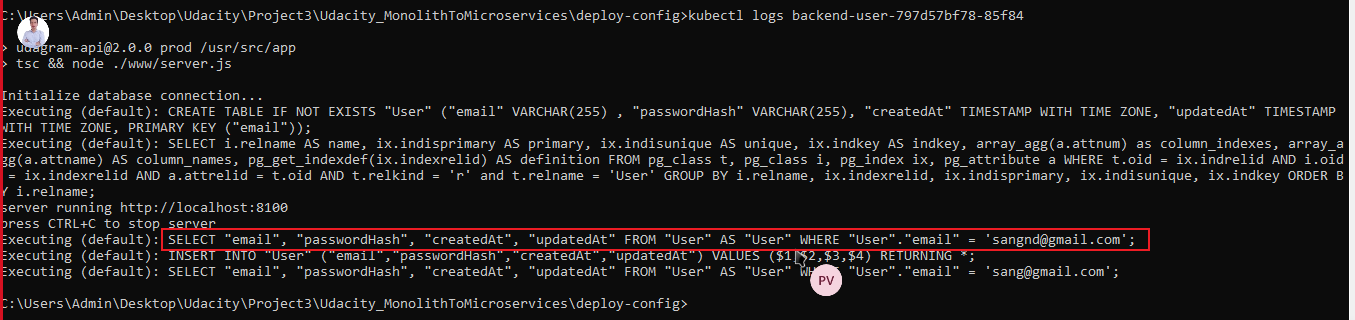 C:\Users\Admin\Desktop\Udacity\Project3\Udacity_MonolithToMicroservices\deploy-config>kubectl logs backend-user-797d57bf78-85f84
> udagram-api@2.0.0 prod /usr/src/app
> tsc && node ./www/server.js
Initialize database connection...
Executing (default): CREATE TABLE IF NOT EXISTS "User" ("email" VARCHAR(255) , "passwordHash" VARCHAR(255), "createdAt" TIMESTAMP WITH TIME ZONE, "updatedAt" TIMESTAMP
WITH TIME ZONE, PRIMARY KEY ("email"));
Executing (default): SELECT i.relname AS name, ix.indisprimary AS primary, ix.indisunique AS unique, ix.indkey AS indkey, array_agg(a.attnum) as column_indexes, array_a
gg(a.attname) AS column_names, pg_get_indexdef(ix.indexrelid) AS definition FROM pg_class t, pg_class i, pg_index ix, pg_attribute a WHERE t.oid = ix.indrelid AND i.oid
= ix.indexrelid AND a.attrelid = t.oid AND t.relkind = 'r' and t.relname = 'User' GROUP BY i.relname, ix.indexrelid, ix.indisprimary, ix.indisunique, ix.indkey ORDER B
Y i.relname;
server running http://localhost:8100
press CTRL+C to stop server
Executing (default): SELECT "email", "passwordHash", "createdAt", "updatedAt" FROM "User" AS "User" WHERE "User"."email" = 'sangnd@gmail.com';
Executing (default): INSERT INTO "User" ("email","passwordHash","createdAt","updatedAt") VALUES ($1,$2,$3,$4) RETURNING *;
Executing (default): SELECT "email", "passwordHash", "createdAt", "updatedAt" FROM "User" AS "User" WHERE "User"."email" = 'sang@gmail.com';
PV
C:\Users\Admin\Desktop\Udacity\Project3\Udacity_MonolithToMicroservices\deploy-config>